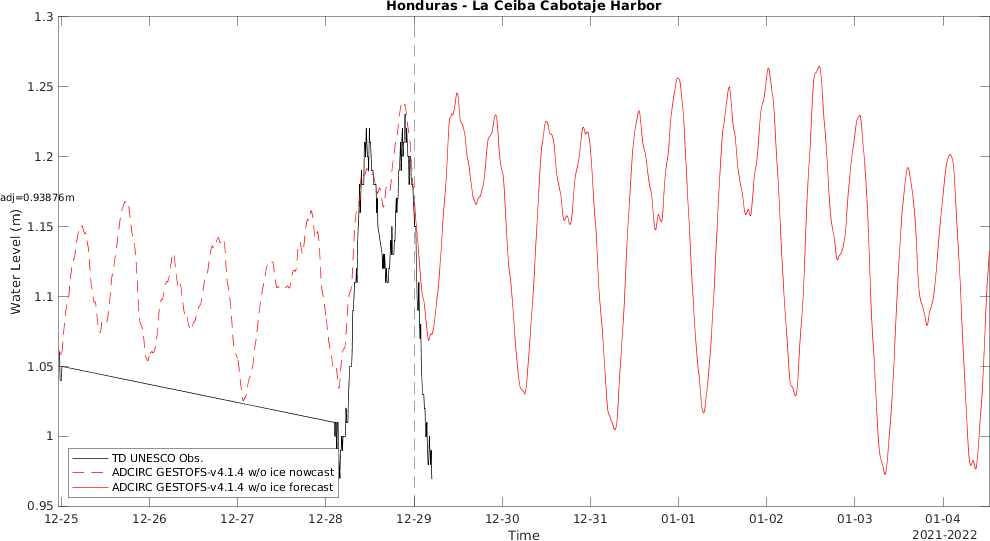 Honduras - La Ceiba Cabotaje Harbor
1.3
1.25
1.2
adj=0.93876m
1.15
1.1
1.05
1
0.95
Water Level (m)
TD UNESCO Obs.
ADCIRC GESTOFS-v4.1.4 w/o ice nowcast
ADCIRC GESTOFS-v4.1.4 w/o ice forecast
12-25 12-26 12-27 12-28 12-29 12-30 12-31 01-01 01-02 01-03 01-04
Time
2021-2022